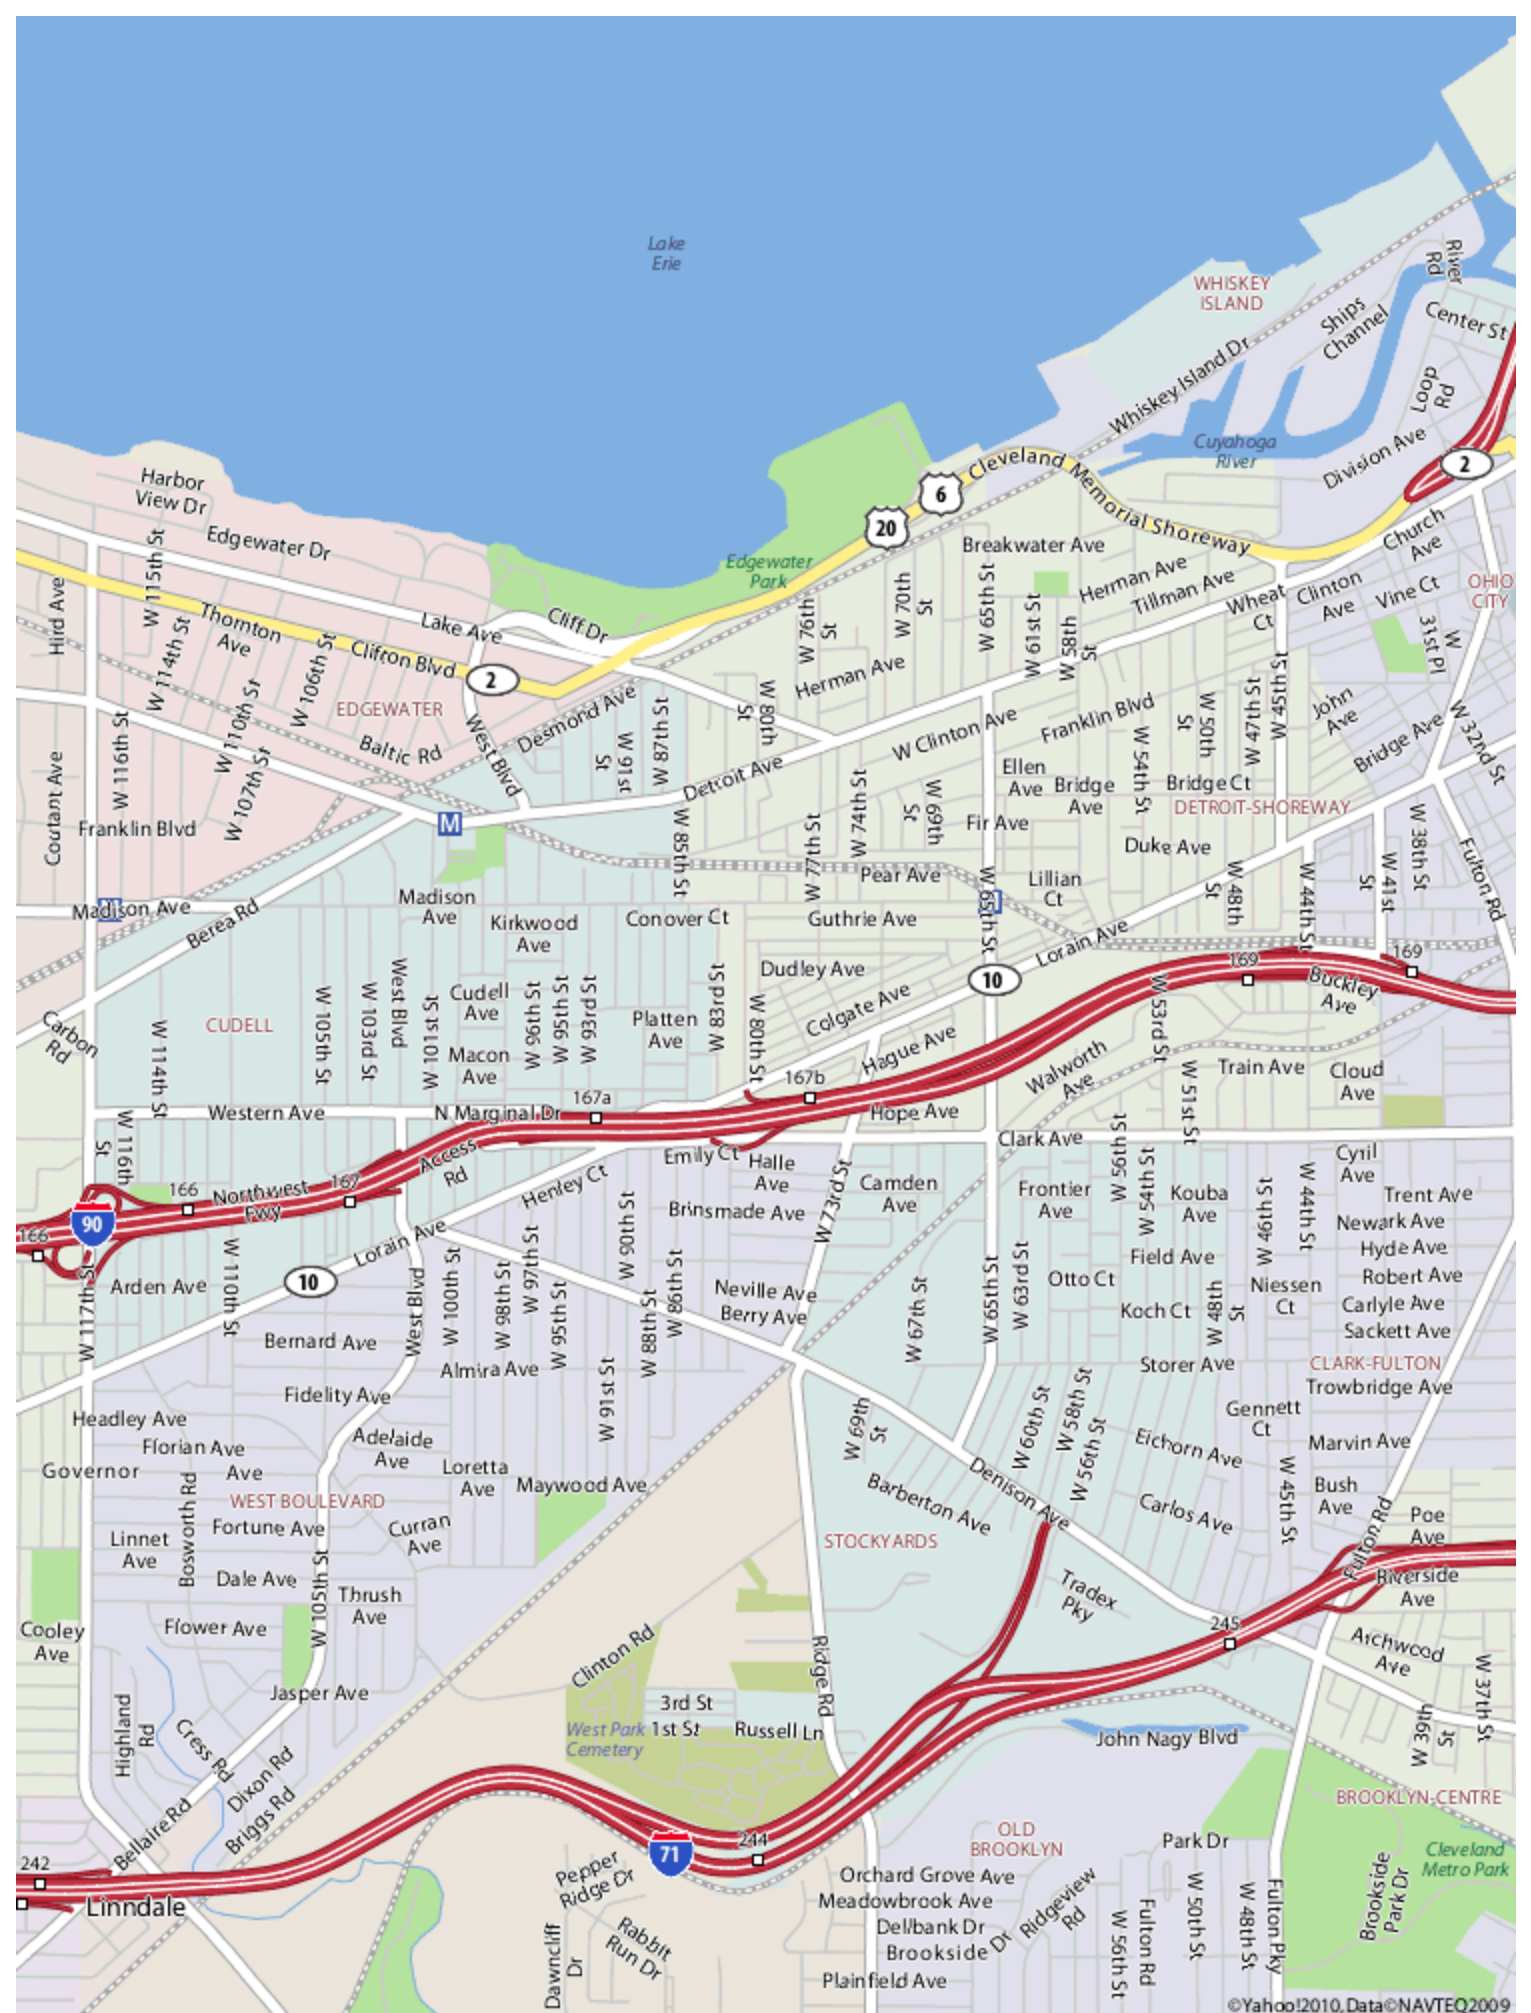 Lake
Erie
WHISKEY
ISLAND
River
Rd
Ships
Channel
Center St
Whiskey Island Dr
Loop
Rd
Cuyahoga
River
Division Ave
2
Cleveland Memorial Shoreway
6
20
Harbor
View Dr
Edgewater Dr
Edgewater
Park
Breakwater Ave
Church
Ave
Herman Ave
Tillman Ave
Wheat
Ct
Clinton
Ave
Vine Ct
OHIO
CITY
Hird Ave
W 115th St
Thornton
Ave
W 114th St
W 106th St
Clifton Blvd
Lake Ave
Cliff Dr
2
W 76th
St
W 70th
St
W 65th St
W 61st St
W 58th
St
W
31st Pl
Herman Ave
EDGEWATER
W 110th St
W 107th St
W 116th St
Baltic Rd
West Blvd
Desmond Ave
W 91st
St
W 87th St
W 80th
St
Detroit Ave
W Clinton Ave
Franklin Blvd
W 50th
St
W 47th St
W 45th St
John
Ave
Bridge Ave
W 32nd St
W 54th St
Ellen
Ave
Bridge
Ave
Bridge Ct
DETROIT-SHOREWAY
Coutant Ave
Franklin Blvd
M
W 85th St
W 77th St
W 74th St
W 69th
St
Fir Ave
Duke Ave
W 38th St
Fulton Rd
Pear Ave
Lillian
Ct
W 48th
St
W 44th St
W 41st
St
Madison Ave
Berea Rd
Madison
Ave
Kirkwood
Ave
Conover Ct
Guthrie Ave
W 65th St
Lorain Ave
169
169
Buckley
Ave
Dudley Ave
10
Colgate Ave
Carbon
Rd
CUDELL
W 114th St
W 105th St
W 103rd St
West Blvd
W 101st St
Cudell
Ave
Macon
Ave
W 96th St
W 95th St
W 93rd St
Platten
Ave
W 83rd St
W 80th St
Hague Ave
Walworth
Ave
W 53rd St
W 51st St
Train Ave
Cloud
Ave
Western Ave
N Marginal Dr
167a
167b
Hope Ave
Clark Ave
W 116th
St
Access
Rd
Emily Ct
Halle
Ave
W 73rd St
Camden
Ave
W 56th St
W 54th St
Cyril
Ave
166
Northwest
Fwy
167
Henley Ct
90
166
Brinsmade Ave
Frontier
Ave
Kouba
Ave
W 46th St
W 44th St
Trent Ave
Newark Ave
Hyde Ave
Robert Ave
Carlyle Ave
Sackett Ave
Lorain Ave
10
W 90th St
Field Ave
Otto Ct
Koch Ct
W 48th
St
Niessen
Ct
Arden Ave
W 117th St
W 110th St
West Blvd
W 100th St
W 98th St
W 97th St
W 95th St
W 88th St
W 86th St
Neville Ave
Berry Ave
W 67th St
W 65th St
W 63rd St
Bernard Ave
Almira Ave
Storer Ave
CLARK-FULTON
Trowbridge Ave
Fidelity Ave
W 91st St
W 69th
St
W 60th St
W 58th St
W 56th St
Gennett
Ct
Headley Ave
Florian Ave
Governor
Ave
Adelaide
Ave
Loretta
Ave
Maywood Ave
Denison Ave
Barberton Ave
Eichorn Ave
Marvin Ave
W 45th St
Bush
Ave
WEST BOULEVARD
Bosworth Rd
Fortune Ave
Curran
Ave
Linnet
Ave
Carlos Ave
Fulton Rd
Poe
Ave
STOCKYARDS
Dale Ave
W 105th St
Thrush
Ave
Tradex
Pky
Riverside
Ave
Cooley
Ave
Flower Ave
Clinton Rd
Ridge Rd
245
Archwood
Ave
W 37th St
Jasper Ave
3rd St
1st St
Russell Ln
West Park
Cemetery
W 39th
St
Highland
Rd
Cress Rd
Dixon Rd
Briggs Rd
Bellaire Rd
John Nagy Blvd
BROOKLYN-CENTRE
OLD
BROOKLYN
Park Dr
Cleveland
Metro Park
242
71
244
Linndale
Pepper
Ridge Dr
Rabbit
Run Dr
Dawncliff
Dr
Orchard Grove Ave
Meadowbrook Ave
Dellbank Dr
Brookside Dr
Plainfield Ave
Ridgeview
Rd
W 56th St
Fulton Rd
W 50th St
W 48th St
Fulton Pky
Brookside
Park Dr
©Yahoo!2010, Data©NAVTEQ2009